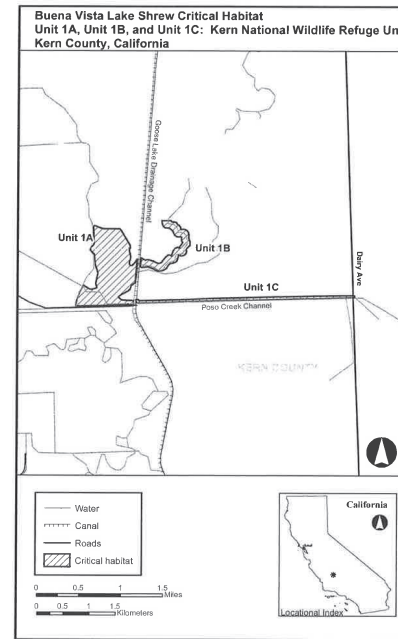 Buena Vista Lake Shrew Critical Habitat
Unit 1A, Unit 1B, and Unit 1C: Kern National Wildlife Refuge Un
Kern County, California
Goose Lake Drainage Channel
Unit 1A
Unit 1B
Dairy Ave
Unit 1C
Poso Creek Channel
KERN COUNTY
Water
Canal
Roads
Critical habitat
0 0.5 1 1.5
Miles
0 0.5 1 1.5
Kilometers
California
Locational Index